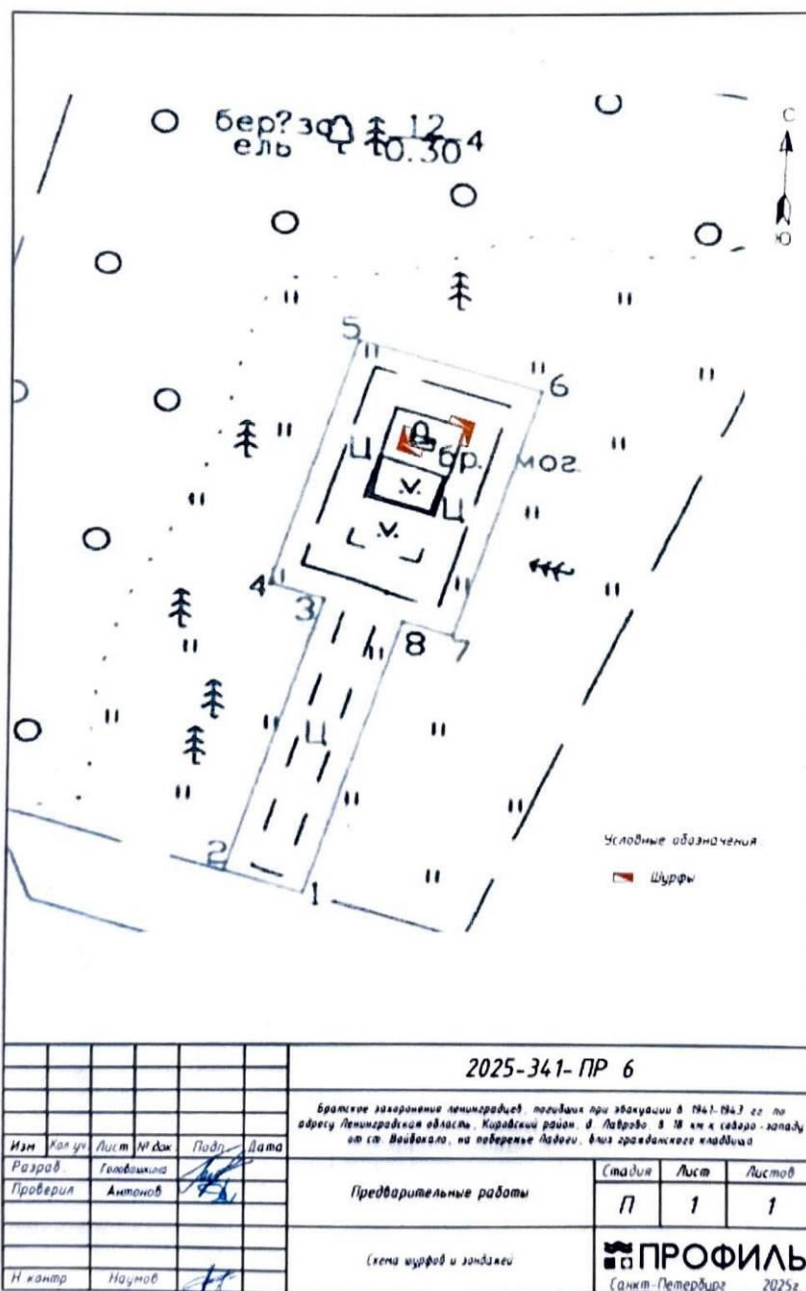 С
бер?за 12 4
ель 0.30
Ю
5
6
Ц бр. мог.
.v.
Ц
.v.
4
3
8
7
Ц
2
1
Условные обозначения
Шурфы
2025-341-ПР 6
Братское захоронение ленинградцев, погибших при эвакуации в 1941-1943 гг. по
адресу Ленинградская область, Кировский район, д. Лаврово, в 18 км к северо-западу
от ст. Войбокало, на поберенье Ладоги, близ гражданского кладбища
Изм Кол.уч Лист № док Подп. Дата
Разраб. Головашкина
Проверил Антонов
Предварительные работы
Стадия Лист Листов
П 1 1
Схема шурфов и зондажей
Н контр Наумов
ПРОФИЛЬ
Санкт-Петербург 2025г